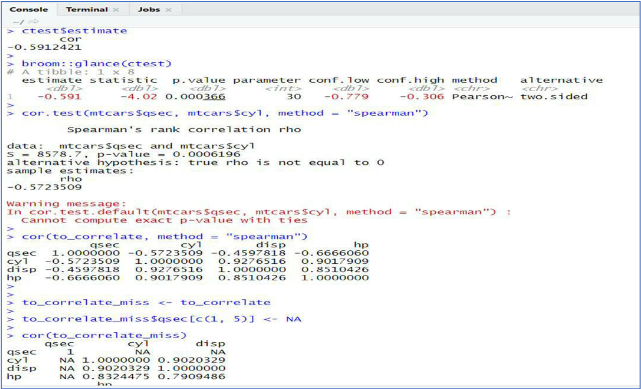 Console Terminal × Jobs ×
~/
> ctest$estimate
cor
-0.5912421
>
> broom::glance(ctest)
# A tibble: 1 x 8
estimate statistic p.value parameter conf.low conf.high method alternative
<dbl> <dbl> <dbl> <int> <dbl> <dbl> <chr> <chr>
1 -0.591 -4.02 0.000366 30 -0.779 -0.306 Pearson~ two.sided
>
> cor.test(mtcars$qsec, mtcars$cyl, method = "spearman")
Spearman's rank correlation rho
data: mtcars$qsec and mtcars$cyl
S = 8578.7, p-value = 0.0006196
alternative hypothesis: true rho is not equal to 0
sample estimates:
rho
-0.5723509
Warning message:
In cor.test.default(mtcars$qsec, mtcars$cyl, method = "spearman") :
Cannot compute exact p-value with ties
>
> cor(to_correlate, method = "spearman")
qsec cyl disp hp
qsec 1.0000000 -0.5723509 -0.4597818 -0.6666060
cyl -0.5723509 1.0000000 0.9276516 0.9017909
disp -0.4597818 0.9276516 1.0000000 0.8510426
hp -0.6666060 0.9017909 0.8510426 1.0000000
>
>
> to_correlate_miss <- to_correlate
>
> to_correlate_miss$qsec[c(1, 5)] <- NA
>
> cor(to_correlate_miss)
qsec cyl disp
qsec 1 NA NA
cyl NA 1.0000000 0.9020329
disp NA 0.9020329 1.0000000
hp NA 0.8324475 0.7909486
hp